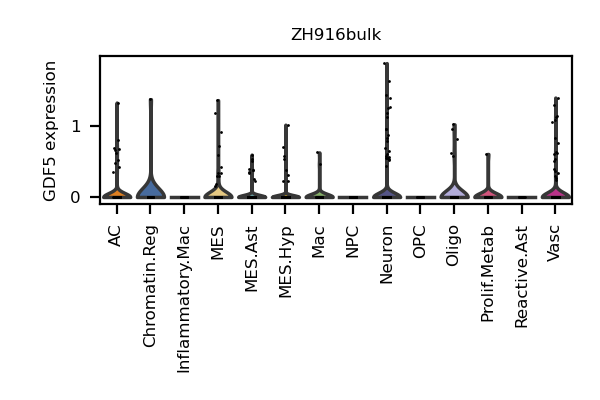 ZH916bulk
GDF5 expression
1
0
AC
Chromatin.Reg
Inflammatory.Mac
MES
MES.Ast
MES.Hyp
Mac
NPC
Neuron
OPC
Oligo
Prolif.Metab
Reactive.Ast
Vasc